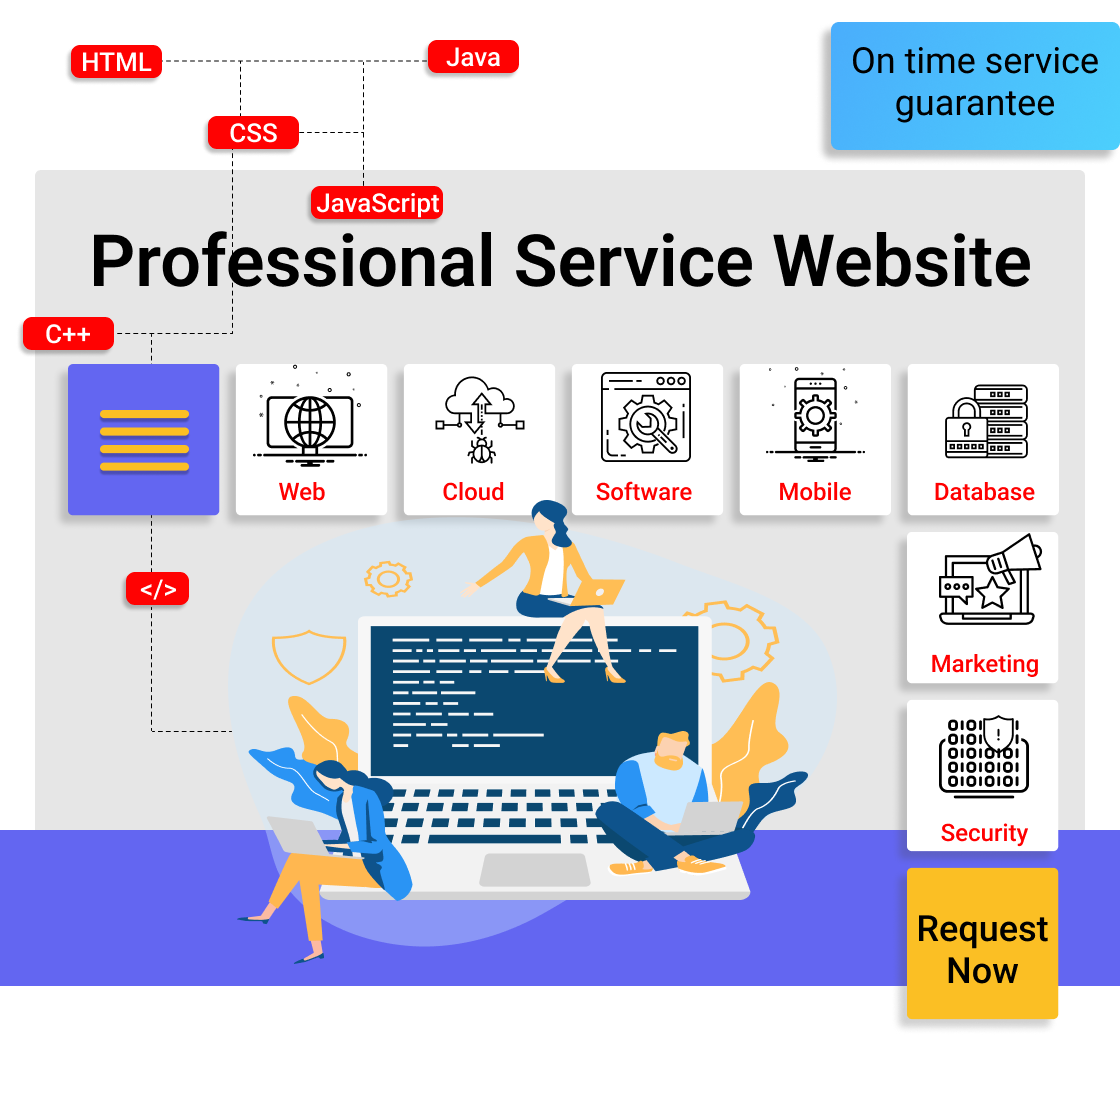 HTML
Java
On time service
guarantee
CSS
JavaScript
Professional Service Website
C++
Web
Cloud
Software
Mobile
Database
</>
Marketing
Security
Request
Now